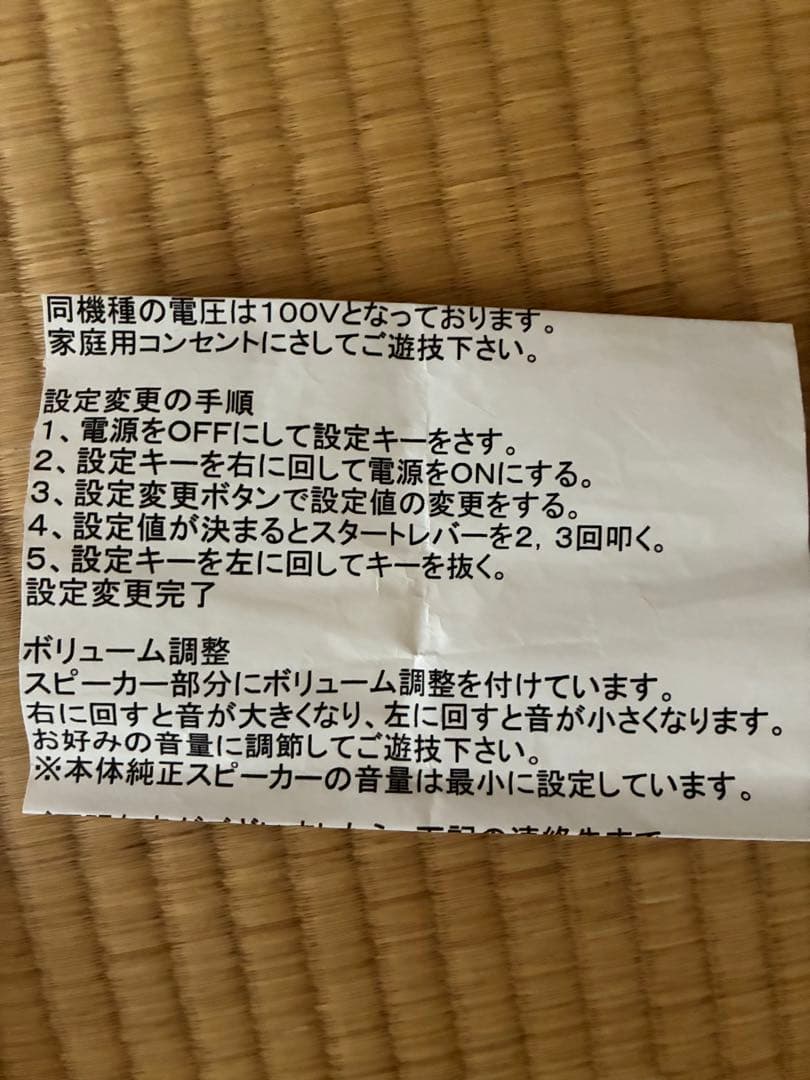 同機種の電圧は100Vとなっております。
家庭用コンセントにさしてご遊技下さい。
設定変更の手順
1、電源をOFFにして設定キーをさす。
2、設定キーを右に回して電源をONにする。
3、設定変更ボタンで設定値の変更をする。
4、設定値が決まるとスタートレバーを2,3回叩く。
5、設定キーを左に回してキーを抜く。
設定変更完了
ボリューム調整
スピーカー部分にボリューム調整を付けています。
右に回すと音が大きくなり、左に回すと音が小さくなります。
お好みの音量に調節してご遊技下さい。
※本体純正スピーカーの音量は最小に設定しています。
下記の連絡先まで